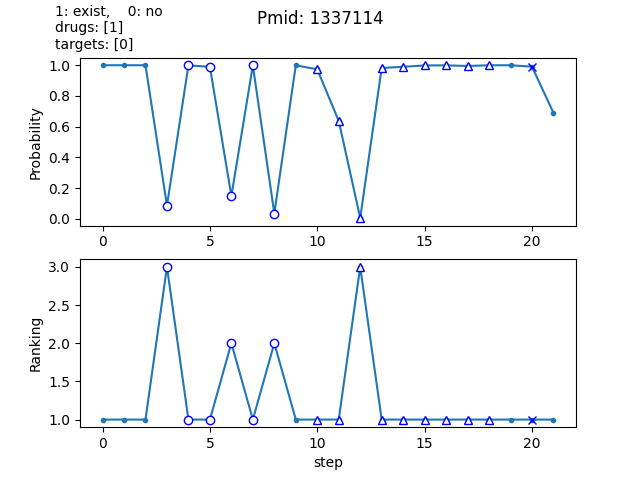 1: exist,    0: no
drugs: [1]
targets: [0]
Pmid: 1337114
Probability
1.0
0.8
0.6
0.4
0.2
0.0
0 5 10 15 20
Ranking
3.0
2.5
2.0
1.5
1.0
0 5 10 15 20
step